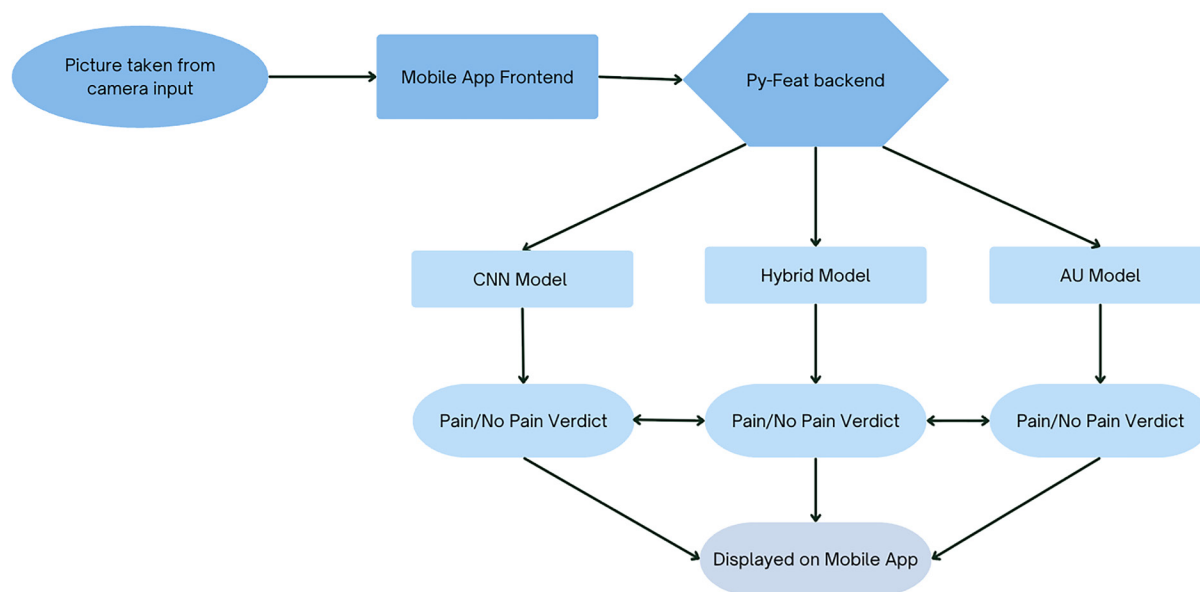 Picture taken from
camera input
Mobile App Frontend
Py-Feat backend
CNN Model
Hybrid Model
AU Model
Pain/No Pain Verdict
Pain/No Pain Verdict
Pain/No Pain Verdict
Displayed on Mobile App